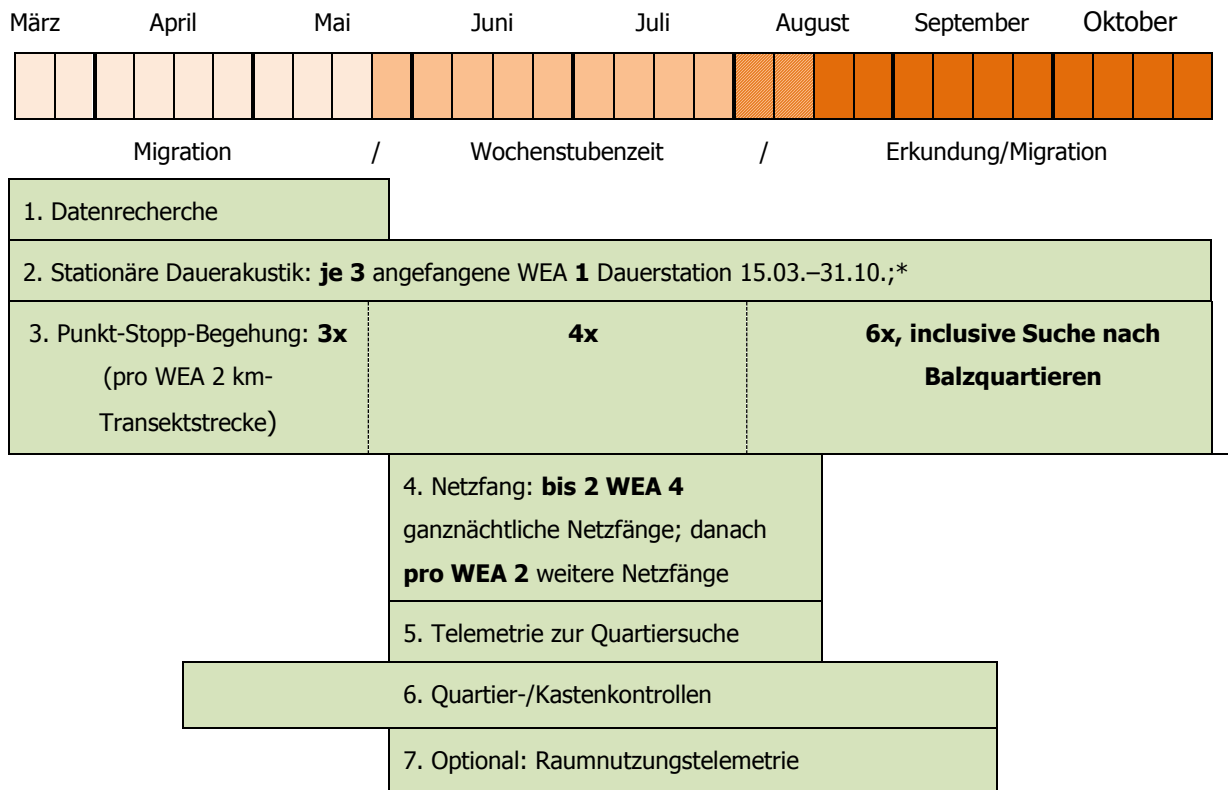 März April Mai Juni Juli August September Oktober
Migration / Wochenstubenzeit / Erkundung/Migration
1. Datenrecherche
2. Stationäre Dauerakustik: je 3 angefangene WEA 1 Dauerstation 15.03.–31.10.;*
3. Punkt-Stopp-Begehung: 3x
(pro WEA 2 km-
Transektstrecke)
4x
6x, inclusive Suche nach
Balzquartieren
4. Netzfang: bis 2 WEA 4
ganznächtliche Netzfänge; danach
pro WEA 2 weitere Netzfänge
5. Telemetrie zur Quartiersuche
6. Quartier-/Kastenkontrollen
7. Optional: Raumnutzungstelemetrie